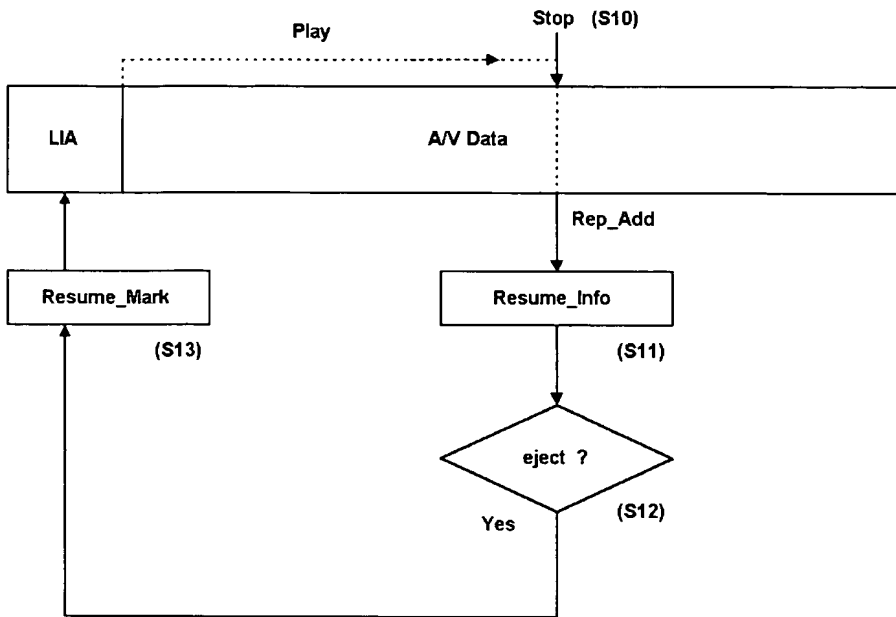 Stop (S10)
Play
LIA
A/V Data
Rep_Add
Resume_Mark
Resume_Info
(S13)
(S11)
eject ?
(S12)
Yes